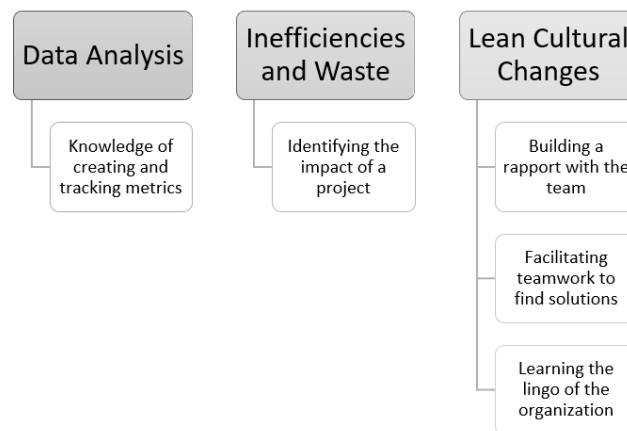 Data Analysis
Knowledge of
creating and
tracking metrics
Inefficiencies
and Waste
Identifying the
impact of a
project
Lean Cultural
Changes
Building a
rapport with the
team
Facilitating
teamwork to
find solutions
Learning the
lingo of the
organization